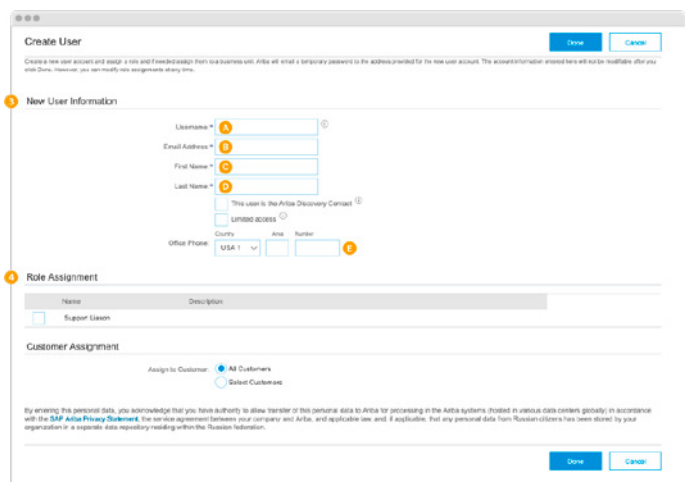 Create User
Done
Cancel
Create a new user account and assign a role and if needed assign them to a business unit. Ariba will email a temporary password to the address provided for the new user account. The account information entered here will not be modifiable after you
click Done. However, you can modify role assignments at any time.
3 New User Information
Username:* A
Email Address:* B
First Name:* C
Last Name:* D
This user is the Ariba Discovery Contact
Limited access
Country Area Number
Office Phone: USA 1 E
4 Role Assignment
Name Description
Support Liason
Customer Assignment
Assign to Customer: All Customers
Select Customers
By entering this personal data, you acknowledge that you have authority to allow transfer of this personal data to Ariba for processing in the Ariba systems (hosted in various data centers globally) in accordance
with the SAP Ariba Privacy Statement, the service agreement between your company and Ariba, and applicable law and, if applicable, that any personal data from Russian citizens has been stored by your
organization in a separate data repository residing within the Russian federation.
Done
Cancel